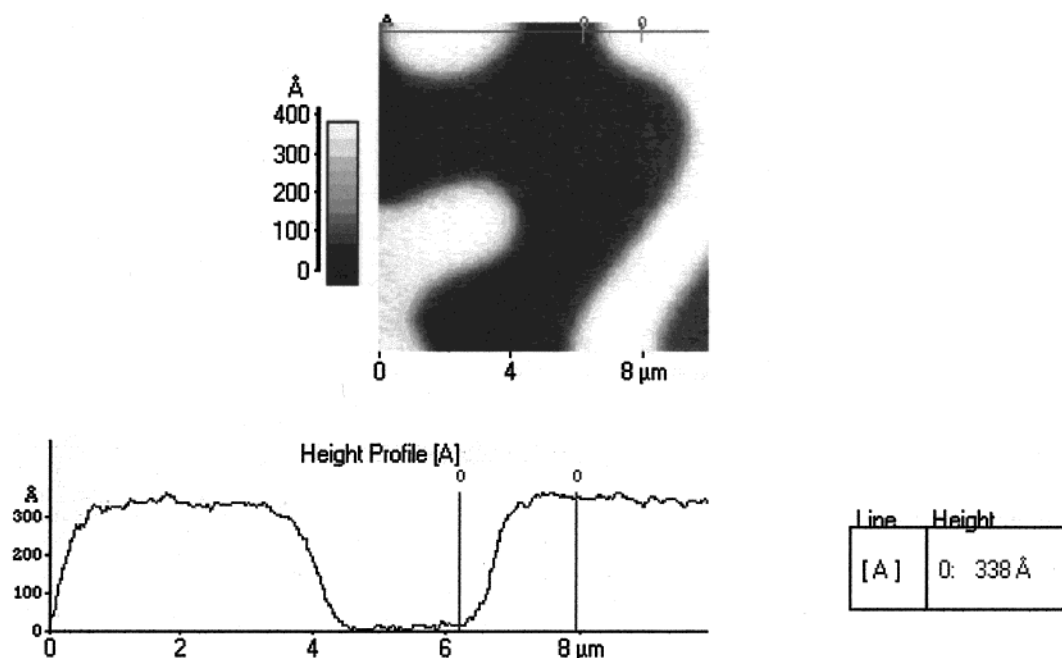 A 0 0
Å
400
300
200
100
0
0 4 8 µm
Height Profile [A]
0 0
Å
300
200
100
0
0 2 4 6 8 µm
Line Height
[A] 0: 338 Å